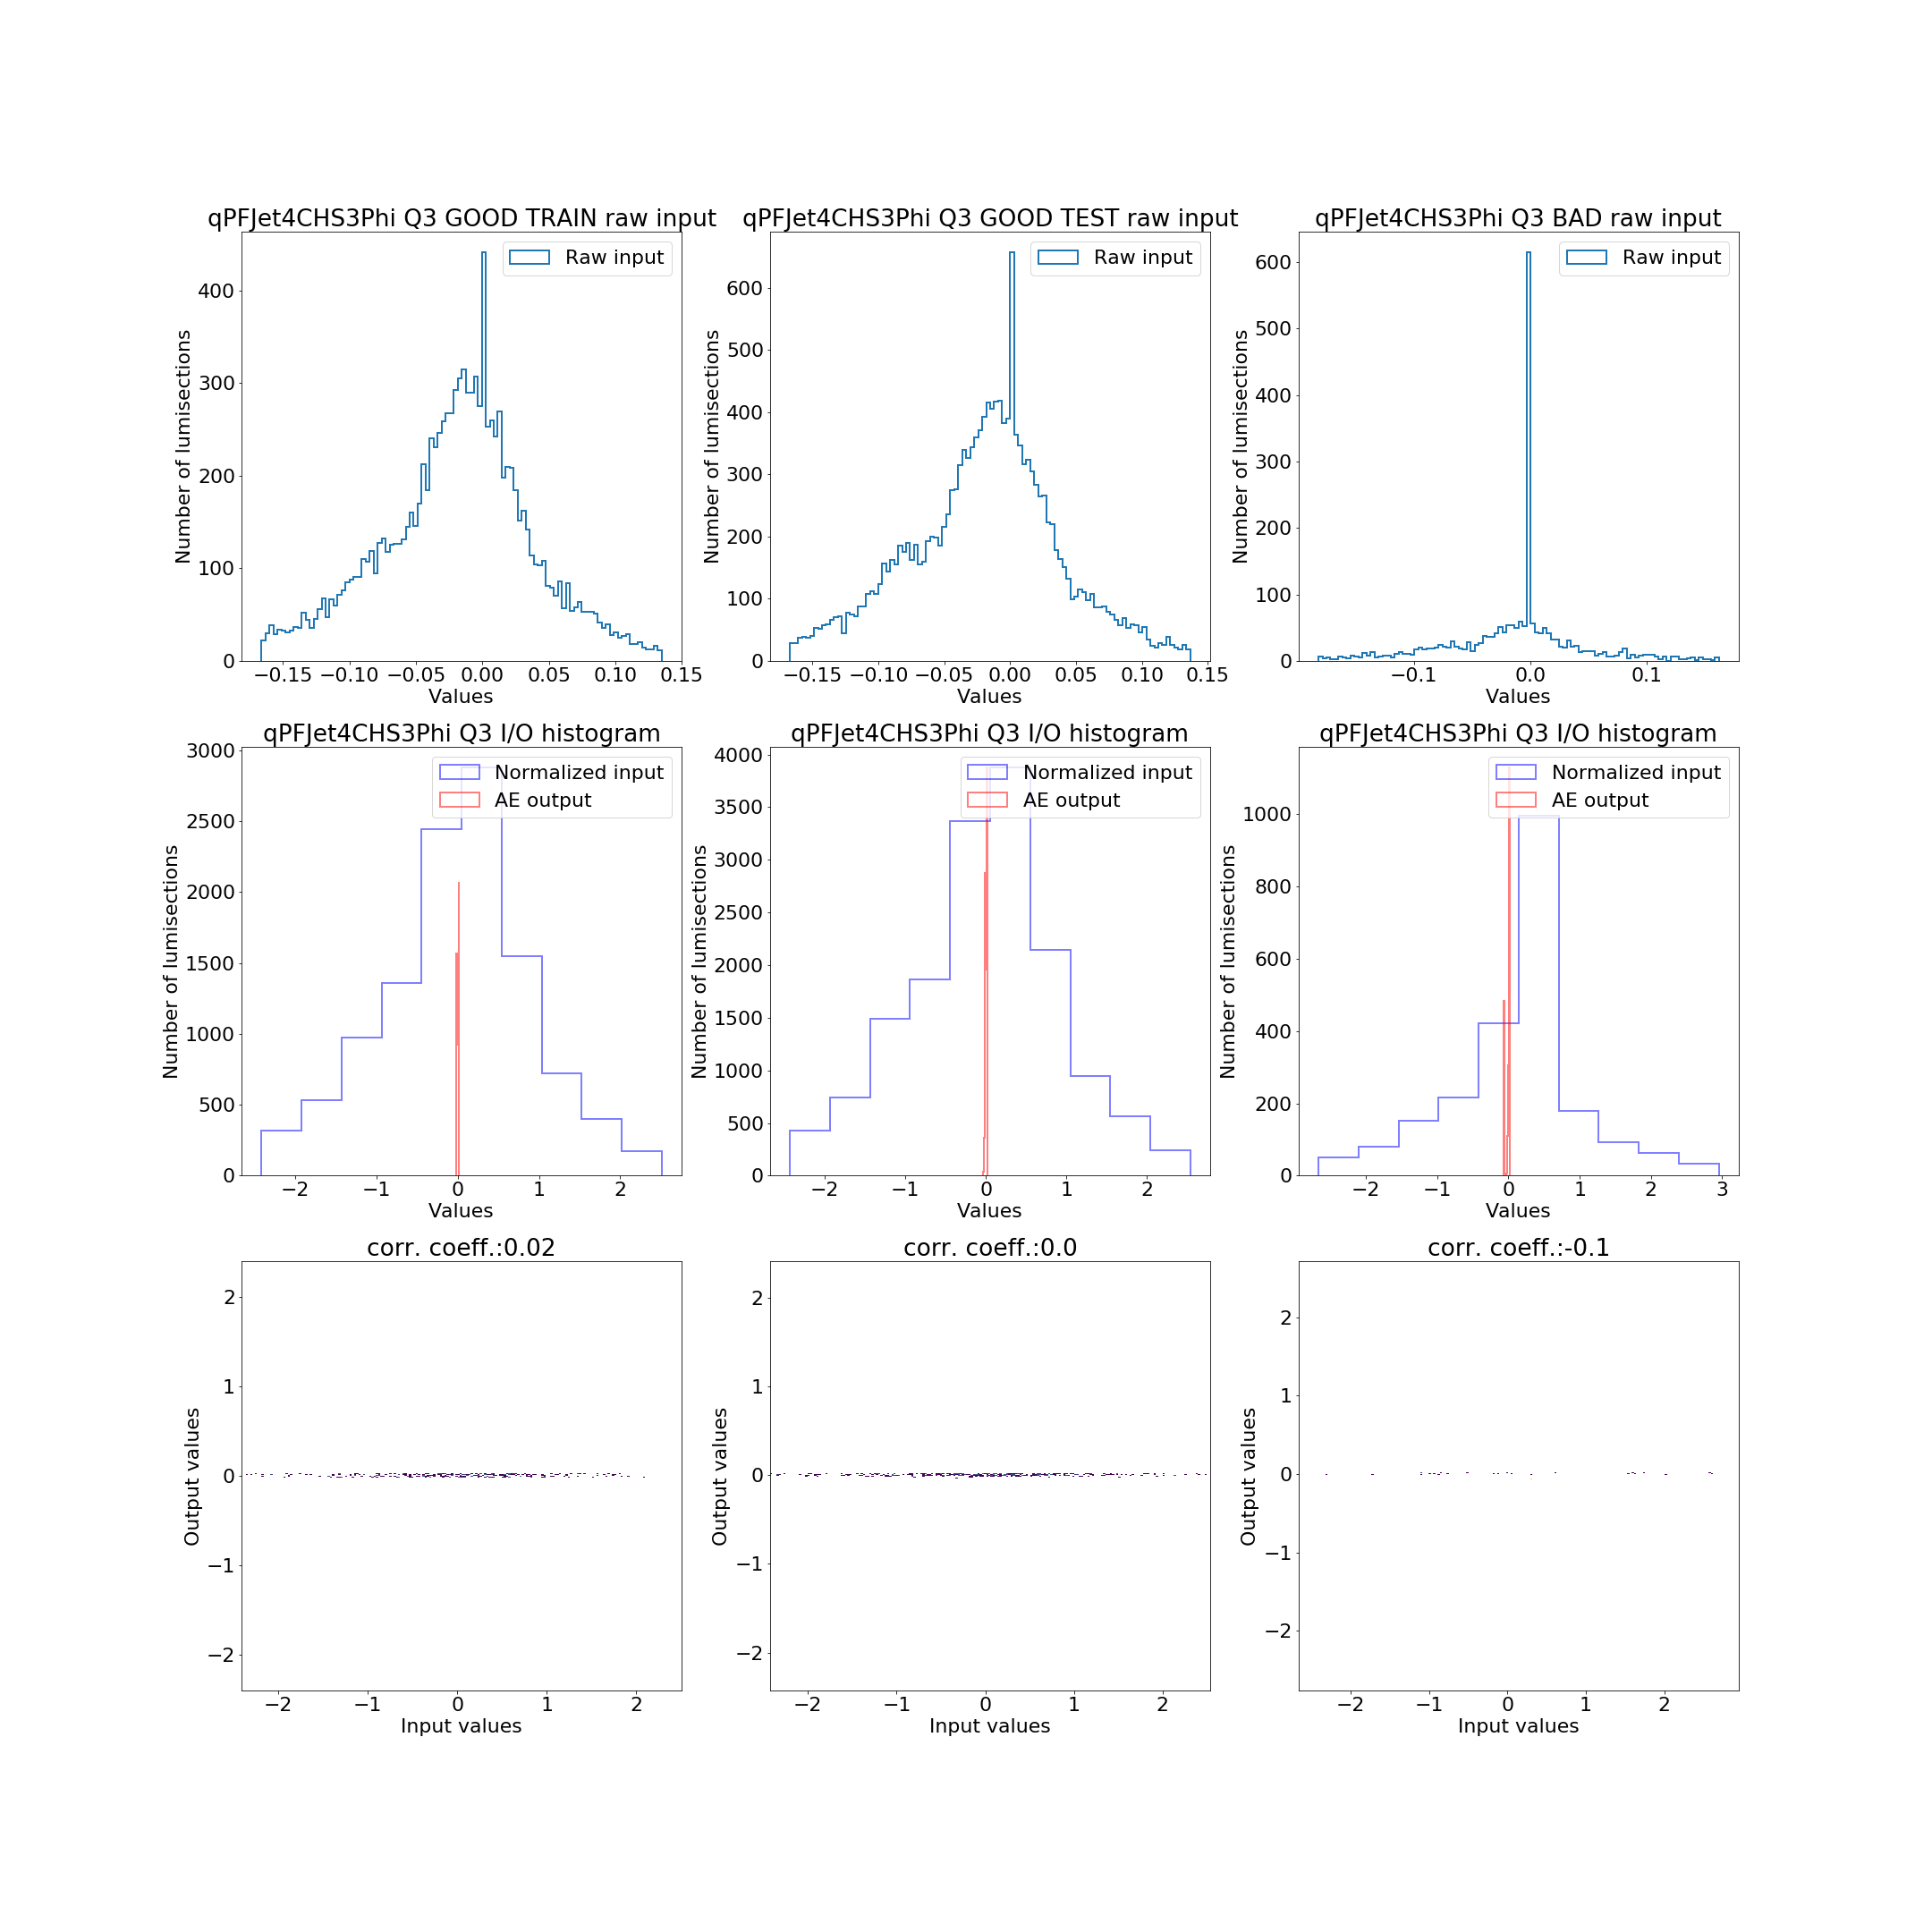 qPFJet4CHS3Phi Q3 GOOD TRAIN raw input
qPFJet4CHS3Phi Q3 GOOD TEST raw input
qPFJet4CHS3Phi Q3 BAD raw input
Raw input
Raw input
Raw input
Number of lumisections
400
300
200
100
0
−0.15 −0.10 −0.05 0.00 0.05 0.10 0.15
Values
Number of lumisections
600
500
400
300
200
100
0
−0.15 −0.10 −0.05 0.00 0.05 0.10 0.15
Values
Number of lumisections
600
500
400
300
200
100
0
−0.1 0.0 0.1
Values
qPFJet4CHS3Phi Q3 I/O histogram
Normalized input
AE output
Number of lumisections
3000
2500
2000
1500
1000
500
0
−2 −1 0 1 2
Values
qPFJet4CHS3Phi Q3 I/O histogram
Normalized input
AE output
Number of lumisections
4000
3500
3000
2500
2000
1500
1000
500
0
−2 −1 0 1 2
Values
qPFJet4CHS3Phi Q3 I/O histogram
Normalized input
AE output
Number of lumisections
1000
800
600
400
200
0
−2 −1 0 1 2 3
Values
corr. coeff.:0.02
Output values
2
1
0
−1
−2
−2 −1 0 1 2
Input values
corr. coeff.:0.0
Output values
2
1
0
−1
−2
−2 −1 0 1 2
Input values
corr. coeff.:-0.1
Output values
2
1
0
−1
−2
−2 −1 0 1 2
Input values